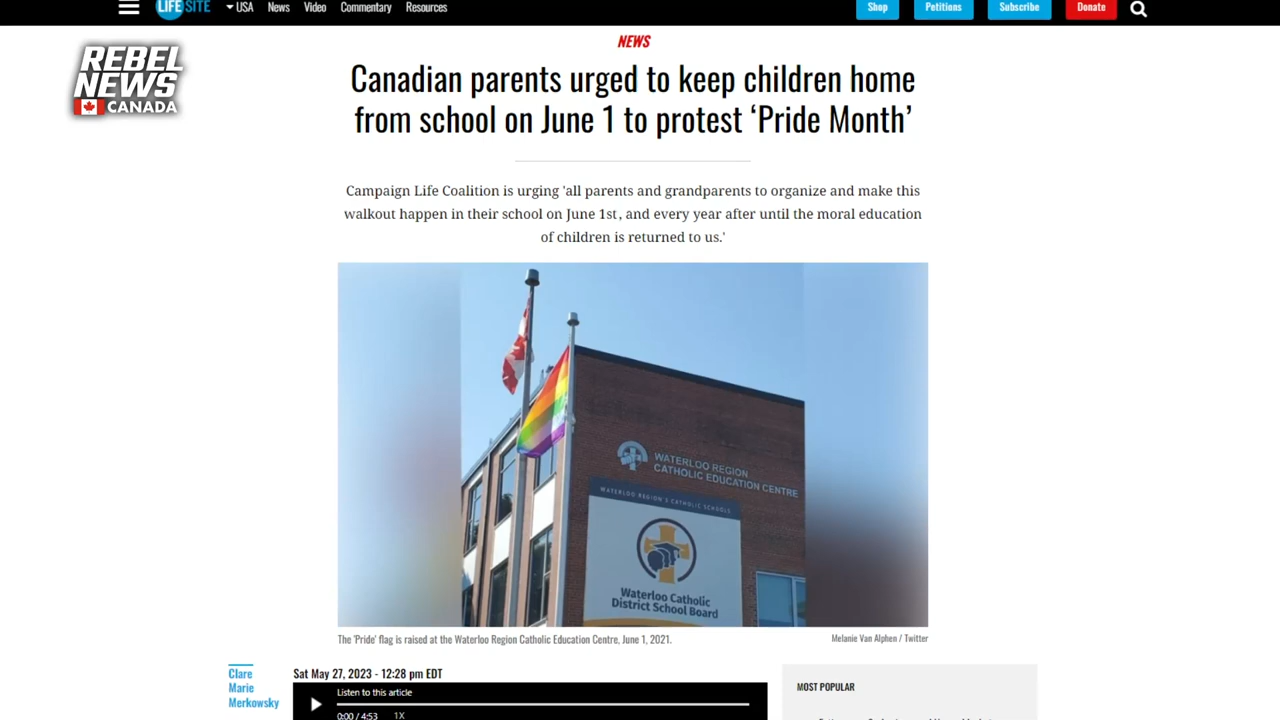 LIFESITE
USA News Video Commentary Resources
Shop Petitions Subscribe Donate
REBEL
NEWS
CANADA
NEWS
Canadian parents urged to keep children home
from school on June 1 to protest ‘Pride Month’
Campaign Life Coalition is urging 'all parents and grandparents to organize and make this
walkout happen in their school on June 1st, and every year after until the moral education
of children is returned to us.'
WATERLOO REGION
CATHOLIC EDUCATION CENTRE
WATERLOO REGION'S CATHOLIC SCHOOLS
Waterloo Catholic
District School Board
The 'Pride' flag is raised at the Waterloo Region Catholic Education Centre, June 1, 2021.
Melanie Van Alphen / Twitter
Clare
Marie
Merkowsky
Sat May 27, 2023 - 12:28 pm EDT
Listen to this article
0:00 / 4:53 1X
MOST POPULAR